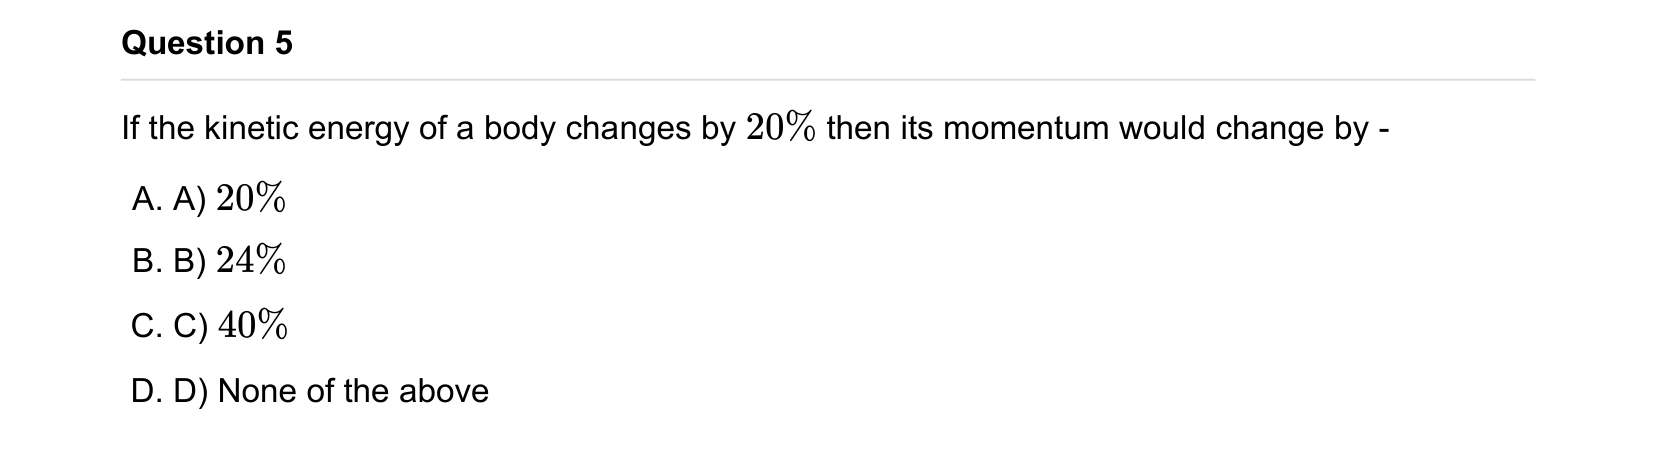 Question 5
If the kinetic energy of a body changes by 20% then its momentum would change by -
A. A) 20%
B. B) 24%
C. C) 40%
D. D) None of the above